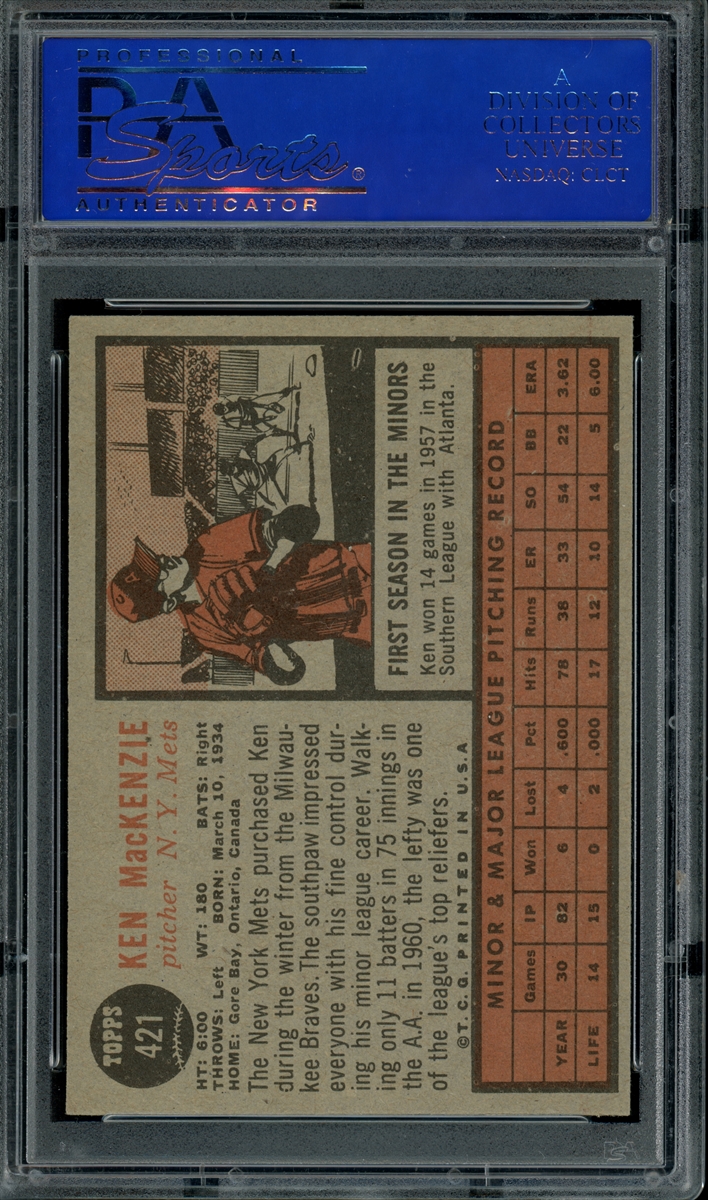 PROFESSIONAL
PSA
Sports®
AUTHENTICATOR
A
DIVISION OF
COLLECTORS
UNIVERSE
NASDAQ: CLCT
TOPPS
421
KEN MacKENZIE
pitcher N. Y. Mets
HT: 6:00 WT: 180 BATS: Right
THROWS: Left BORN: March 10, 1934
HOME: Gore Bay, Ontario, Canada
The New York Mets purchased Ken
during the winter from the Milwau-
kee Braves. The southpaw impressed
everyone with his fine control dur-
ing his minor league career. Walk-
ing only 11 batters in 75 innings in
the A.A. in 1960, the lefty was one
of the league's top reliefers.
©T. C. G. PRINTED IN U.S.A
FIRST SEASON IN THE MINORS
Ken won 14 games in 1957 in the
Southern League with Atlanta.
MINOR & MAJOR LEAGUE PITCHING RECORD
Games IP Won Lost Pct Hits Runs ER SO BB ERA
YEAR 30 82 6 4 .600 78 38 33 54 22 3.62
LIFE 14 15 0 2 .000 17 12 10 14 5 6.00
PSA